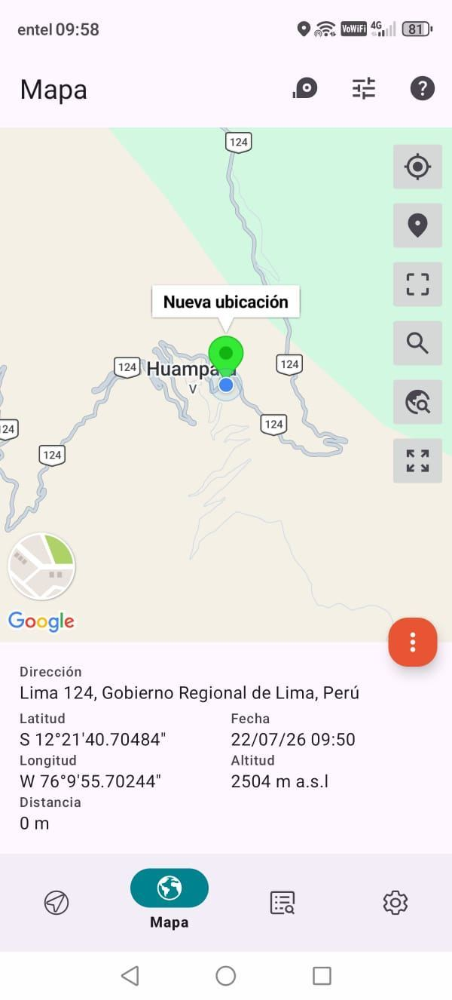 entel 09:58
VoWiFi 4G 81
Mapa
124
Nueva ubicación
124
124
Huampa
V
124
24
124
Google
Dirección
Lima 124, Gobierno Regional de Lima, Perú
Latitud
Fecha
S 12°21'40.70484"
22/07/26 09:50
Longitud
Altitud
W 76°9'55.70244"
2504 m a.s.l
Distancia
0 m
Mapa